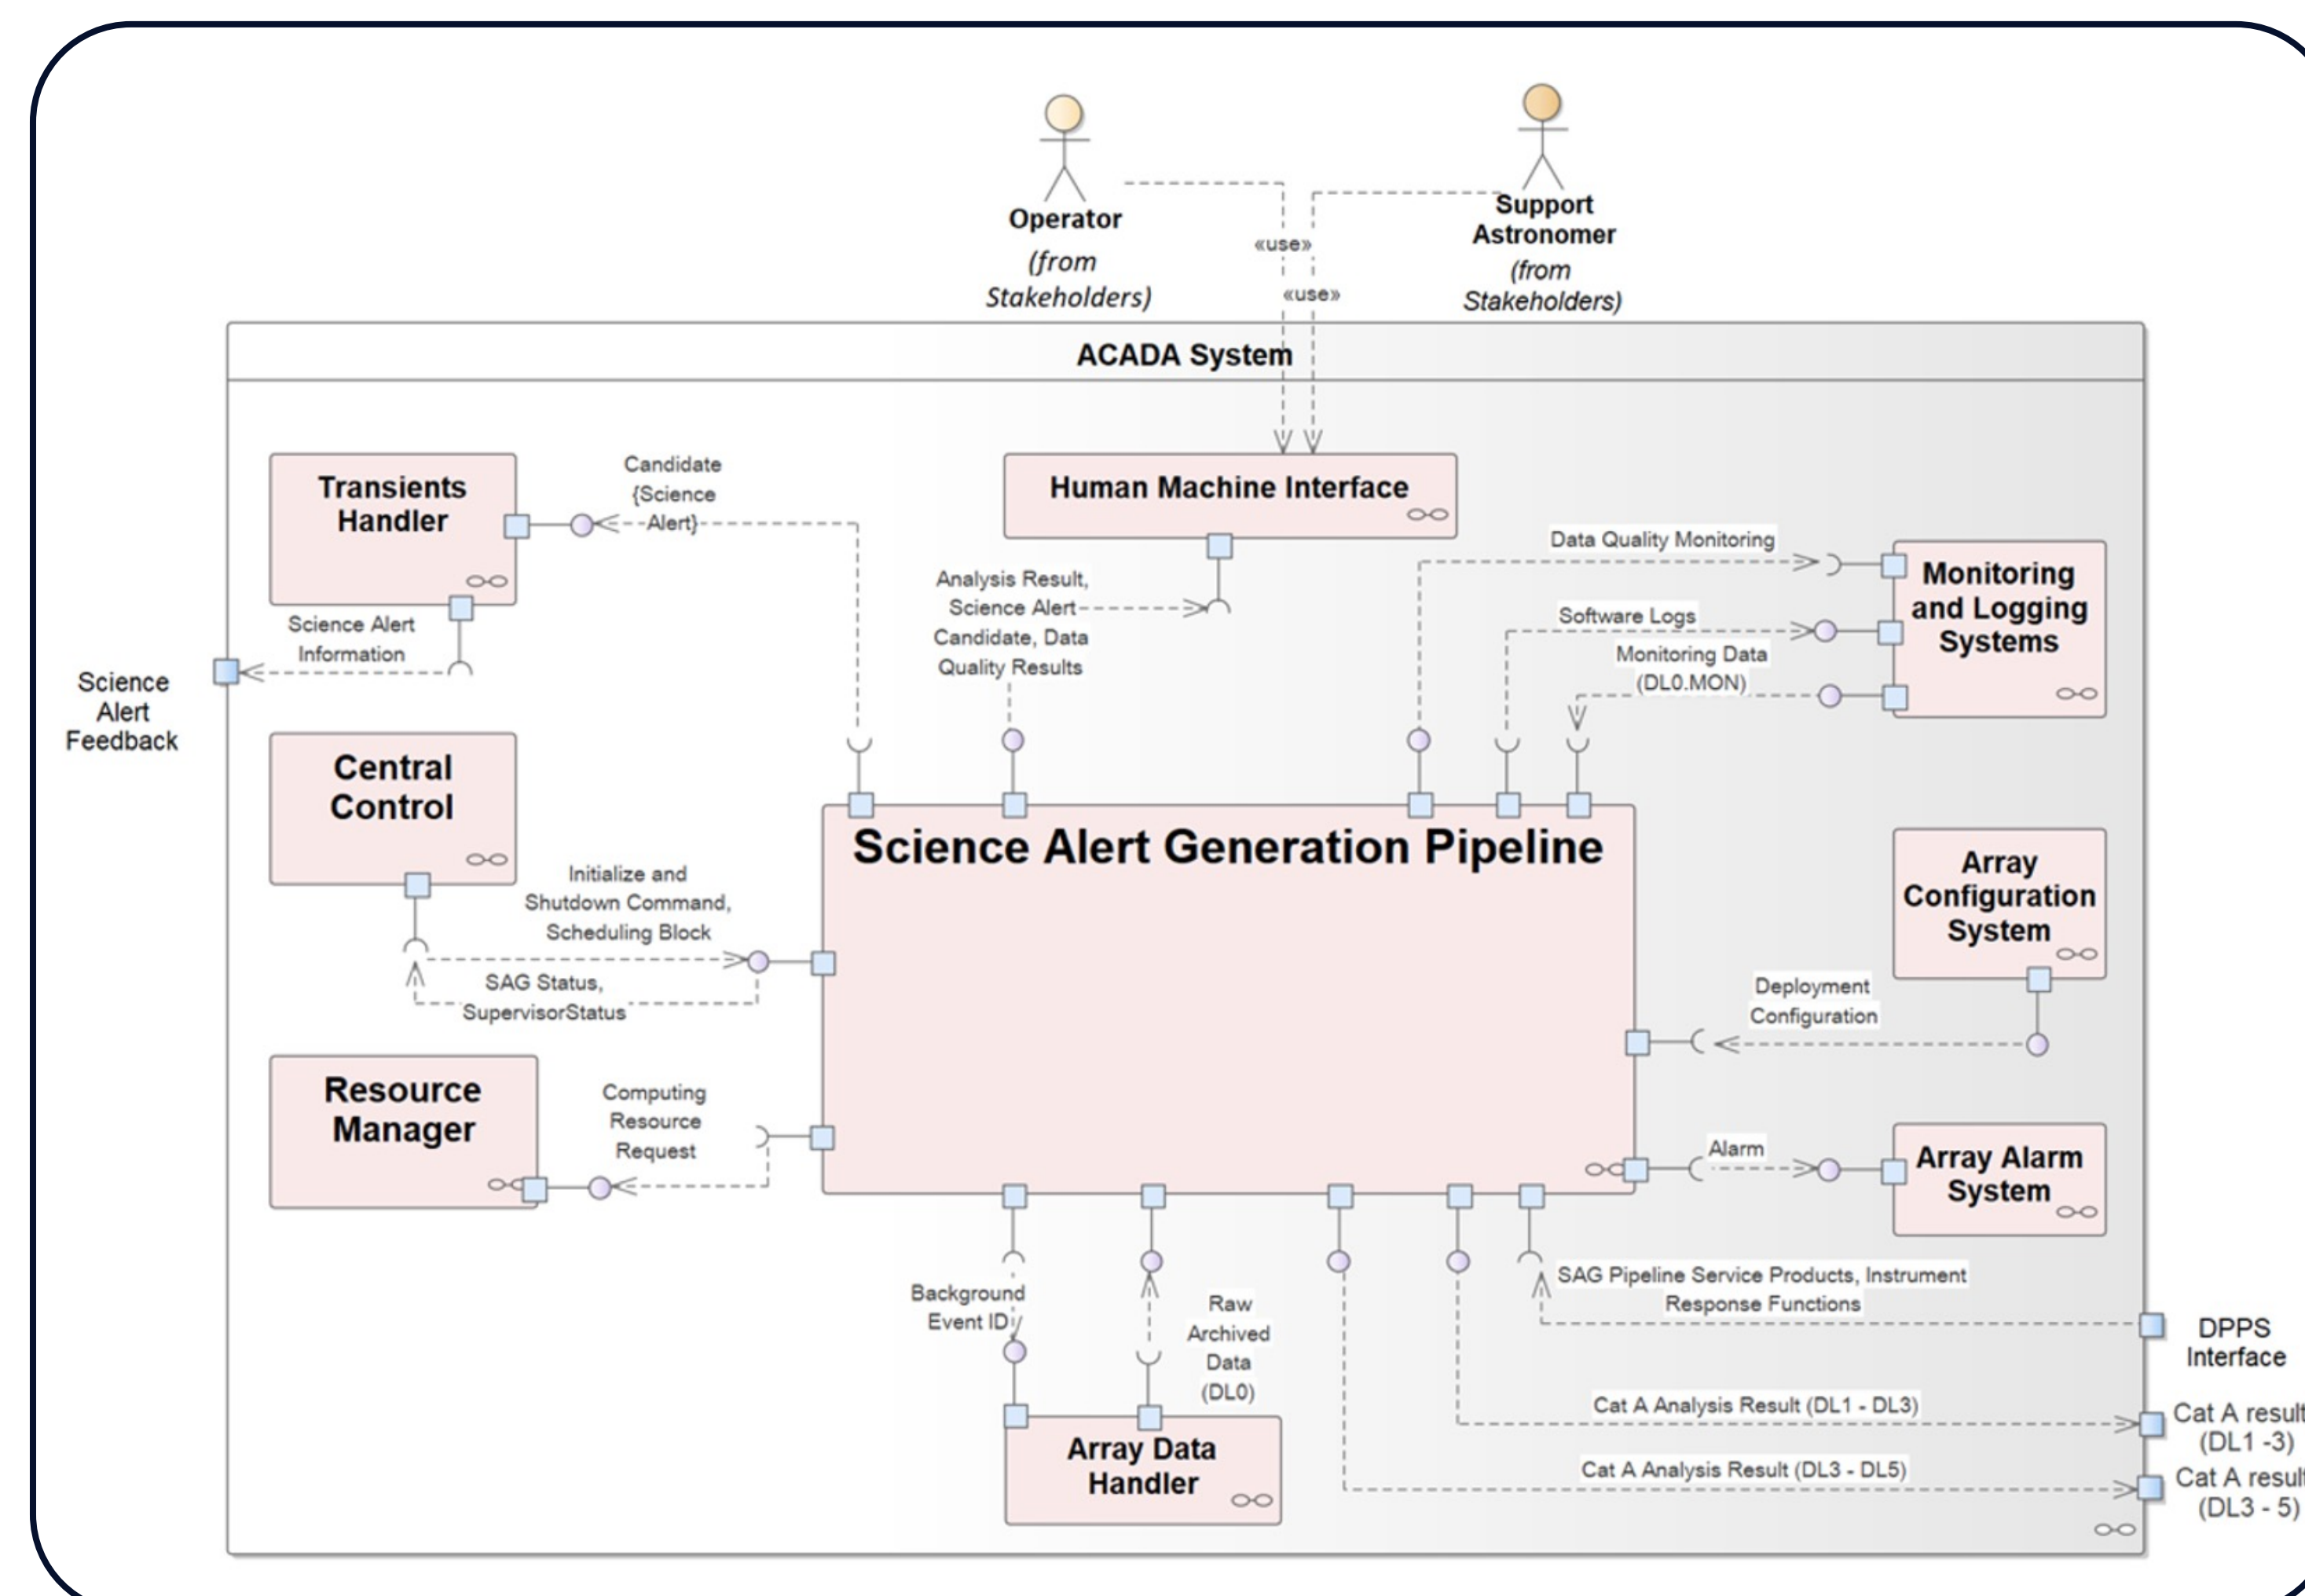 Operator
(from
Stakeholders)
Support
Astronomer
(from
Stakeholders)
«use»
«use»
ACADA System
Transients
Handler
Candidate
{Science
Alert}
Human Machine Interface
Analysis Result,
Science Alert
Candidate, Data
Quality Results
Data Quality Monitoring
Software Logs
Monitoring Data
(DL0.MON)
Monitoring
and Logging
Systems
Science Alert
Information
Science
Alert
Feedback
Central
Control
Initialize and
Shutdown Command,
Scheduling Block
SAG Status,
SupervisorStatus
Science Alert Generation Pipeline
Array
Configuration
System
Deployment
Configuration
Resource
Manager
Computing
Resource
Request
Alarm
Array Alarm
System
Background
Event ID
Raw
Archived
Data
(DL0)
SAG Pipeline Service Products, Instrument
Response Functions
DPPS
Interface
Cat A Analysis Result (DL1 - DL3)
Cat A result
(DL1 -3)
Cat A Analysis Result (DL3 - DL5)
Cat A result
(DL3 - 5)
Array Data
Handler